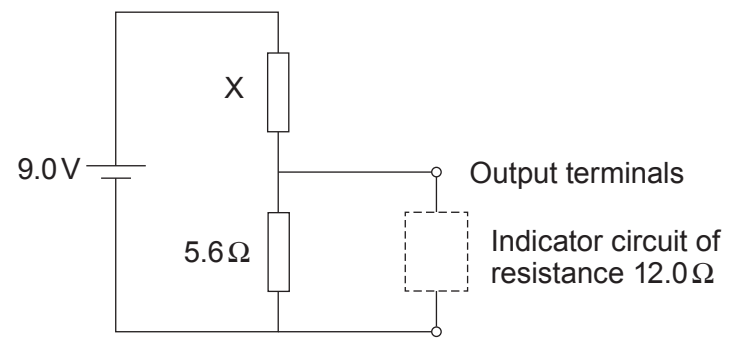 X
9.0 V
Output terminals
5.6 Ω
Indicator circuit of
resistance 12.0 Ω